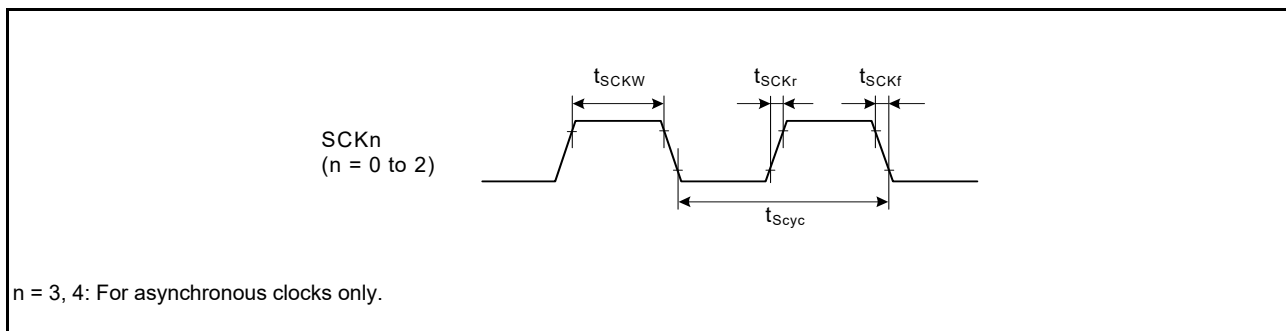 tSCKW tSCKr tSCKf
SCKn
(n = 0 to 2)
tScyc
n = 3, 4: For asynchronous clocks only.